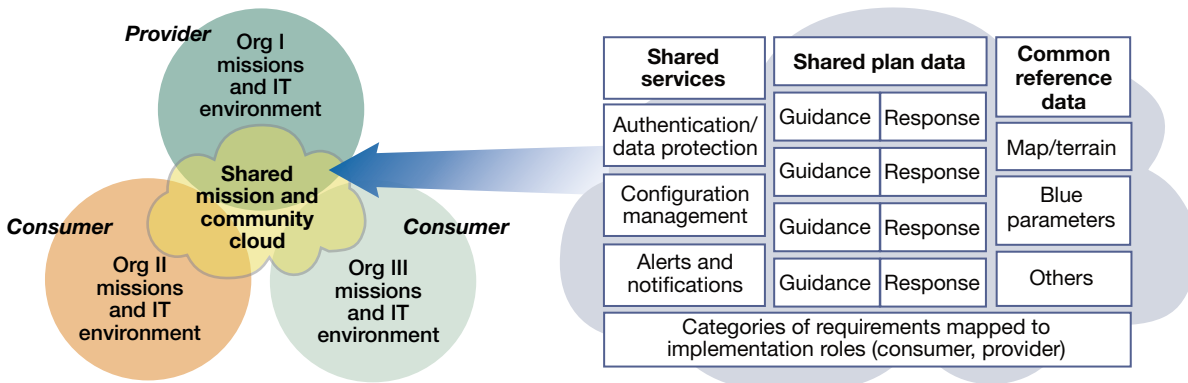 Provider
Org I
missions
and IT
environment
Shared
mission and
community
cloud
Consumer
Org II
missions
and IT
environment
Consumer
Org III
missions
and IT
environment
Shared
services
Authentication/
data protection
Configuration
management
Alerts and
notifications
Shared plan data
Guidance Response
Guidance Response
Guidance Response
Guidance Response
Common
reference
data
Map/terrain
Blue
parameters
Others
Categories of requirements mapped to
implementation roles (consumer, provider)